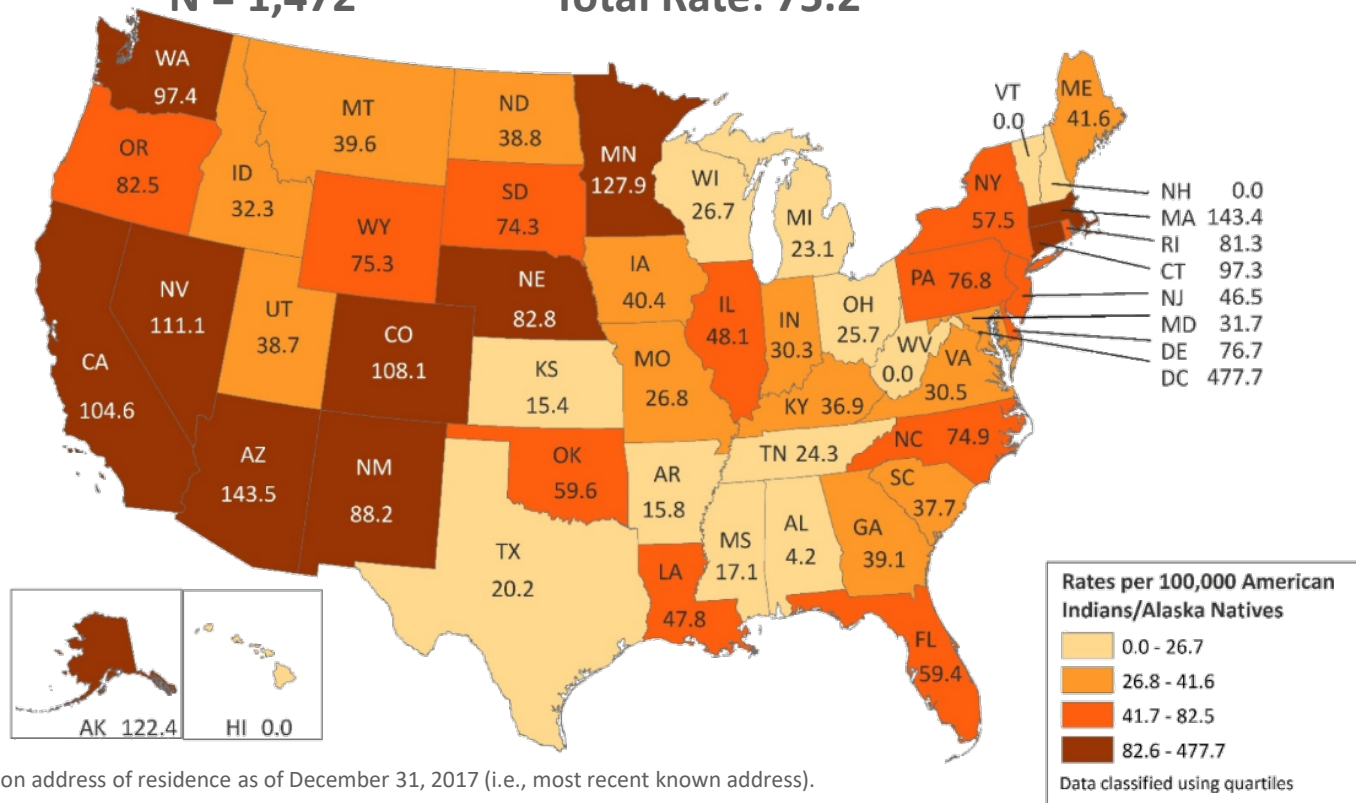 N = 1,472 Total Rate:
WA
97.4
OR
82.5
CA
104.6
NV
111.1
ID
32.3
MT
39.6
WY
75.3
UT
38.7
AZ
143.5
CO
108.1
NM
88.2
ND
38.8
SD
74.3
NE
82.8
KS
15.4
OK
59.6
TX
20.2
MN
127.9
IA
40.4
MO
26.8
AR
15.8
LA
47.8
WI
26.7
IL
48.1
MI
23.1
IN
30.3
OH
25.7
KY 36.9
TN 24.3
MS
17.1
AL
4.2
GA
39.1
FL
59.4
SC
37.7
NC 74.9
VA
30.5
WV
0.0
PA 76.8
NY
57.5
VT
0.0
ME
41.6
NH 0.0
MA 143.4
RI 81.3
CT 97.3
NJ 46.5
MD 31.7
DE 76.7
DC 477.7
AK 122.4
HI 0.0
Rates per 100,000 American
Indians/Alaska Natives
0.0 - 26.7
26.8 - 41.6
41.7 - 82.5
82.6 - 477.7
Data classified using quartiles
on address of residence as of December 31, 2017 (i.e., most recent known address).